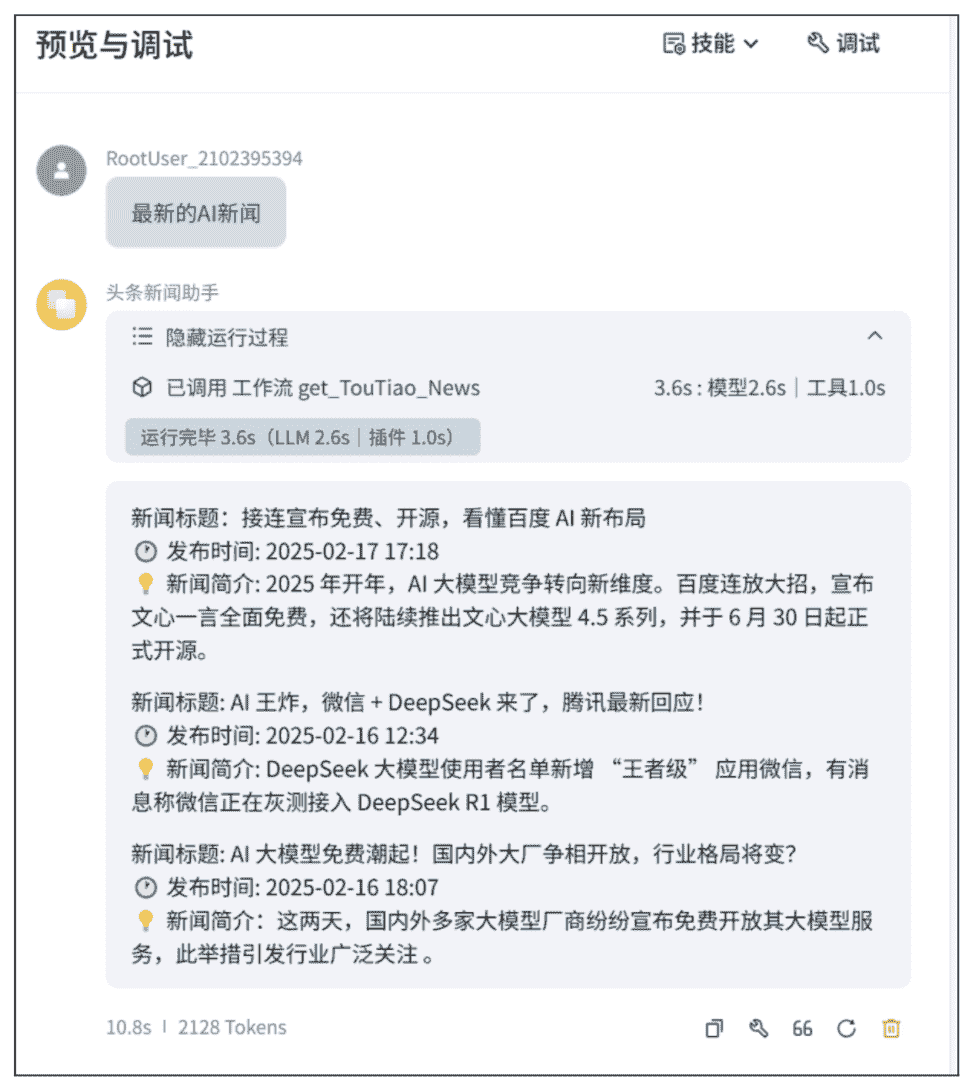 预览与调试
技能
调试
RootUser_2102395394
最新的AI新闻
头条新闻助手
隐藏运行过程
已调用 工作流 get_TouTiao_News
3.6s : 模型2.6s | 工具1.0s
运行完毕 3.6s（LLM 2.6s | 插件 1.0s）
新闻标题：接连宣布免费、开源，看懂百度 AI 新布局
发布时间: 2025-02-17 17:18
新闻简介: 2025 年开年，AI 大模型竞争转向新维度。百度连放大招，宣布
文心一言全面免费，还将陆续推出文心大模型 4.5 系列，并于 6 月 30 日起正
式开源。
新闻标题: AI 王炸，微信 + DeepSeek 来了，腾讯最新回应！
发布时间: 2025-02-16 12:34
新闻简介: DeepSeek 大模型使用者名单新增 “王者级” 应用微信，有消
息称微信正在灰测接入 DeepSeek R1 模型。
新闻标题: AI 大模型免费潮起！国内外大厂争相开放，行业格局将变？
发布时间: 2025-02-16 18:07
新闻简介：这两天，国内外多家大模型厂商纷纷宣布免费开放其大模型服
务，此举措引发行业广泛关注 。
10.8s | 2128 Tokens